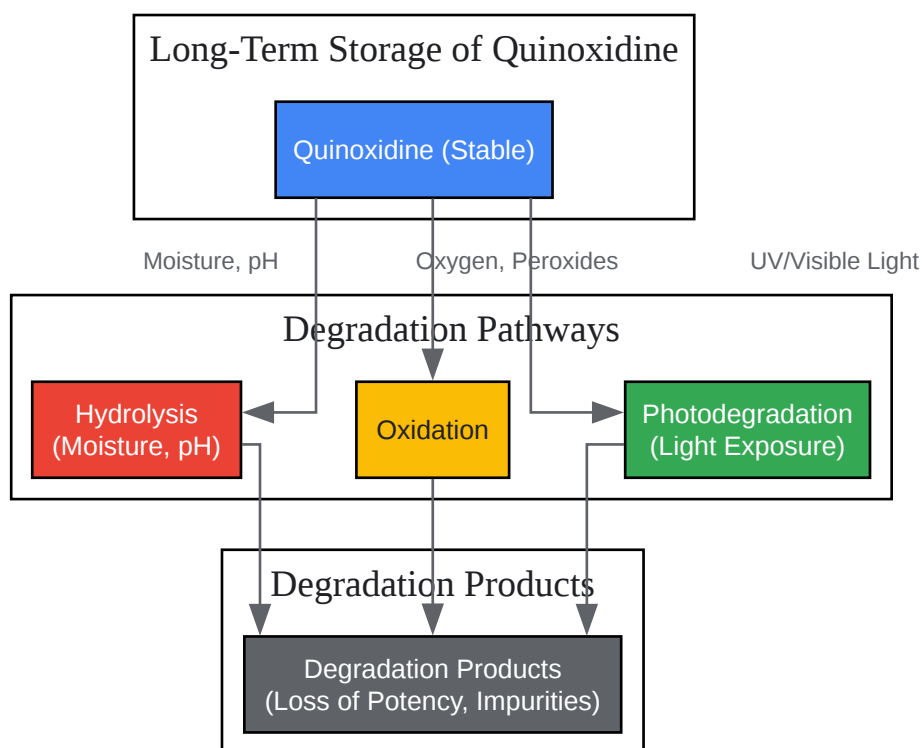 Long-Term Storage of Quinoxidine
Quinoxidine (Stable)
Moisture, pH
Oxygen, Peroxides
UV/Visible Light
Degradation Pathways
Hydrolysis
(Moisture, pH)
Oxidation
Photodegradation
(Light Exposure)
Degradation Products
Degradation Products
(Loss of Potency, Impurities)